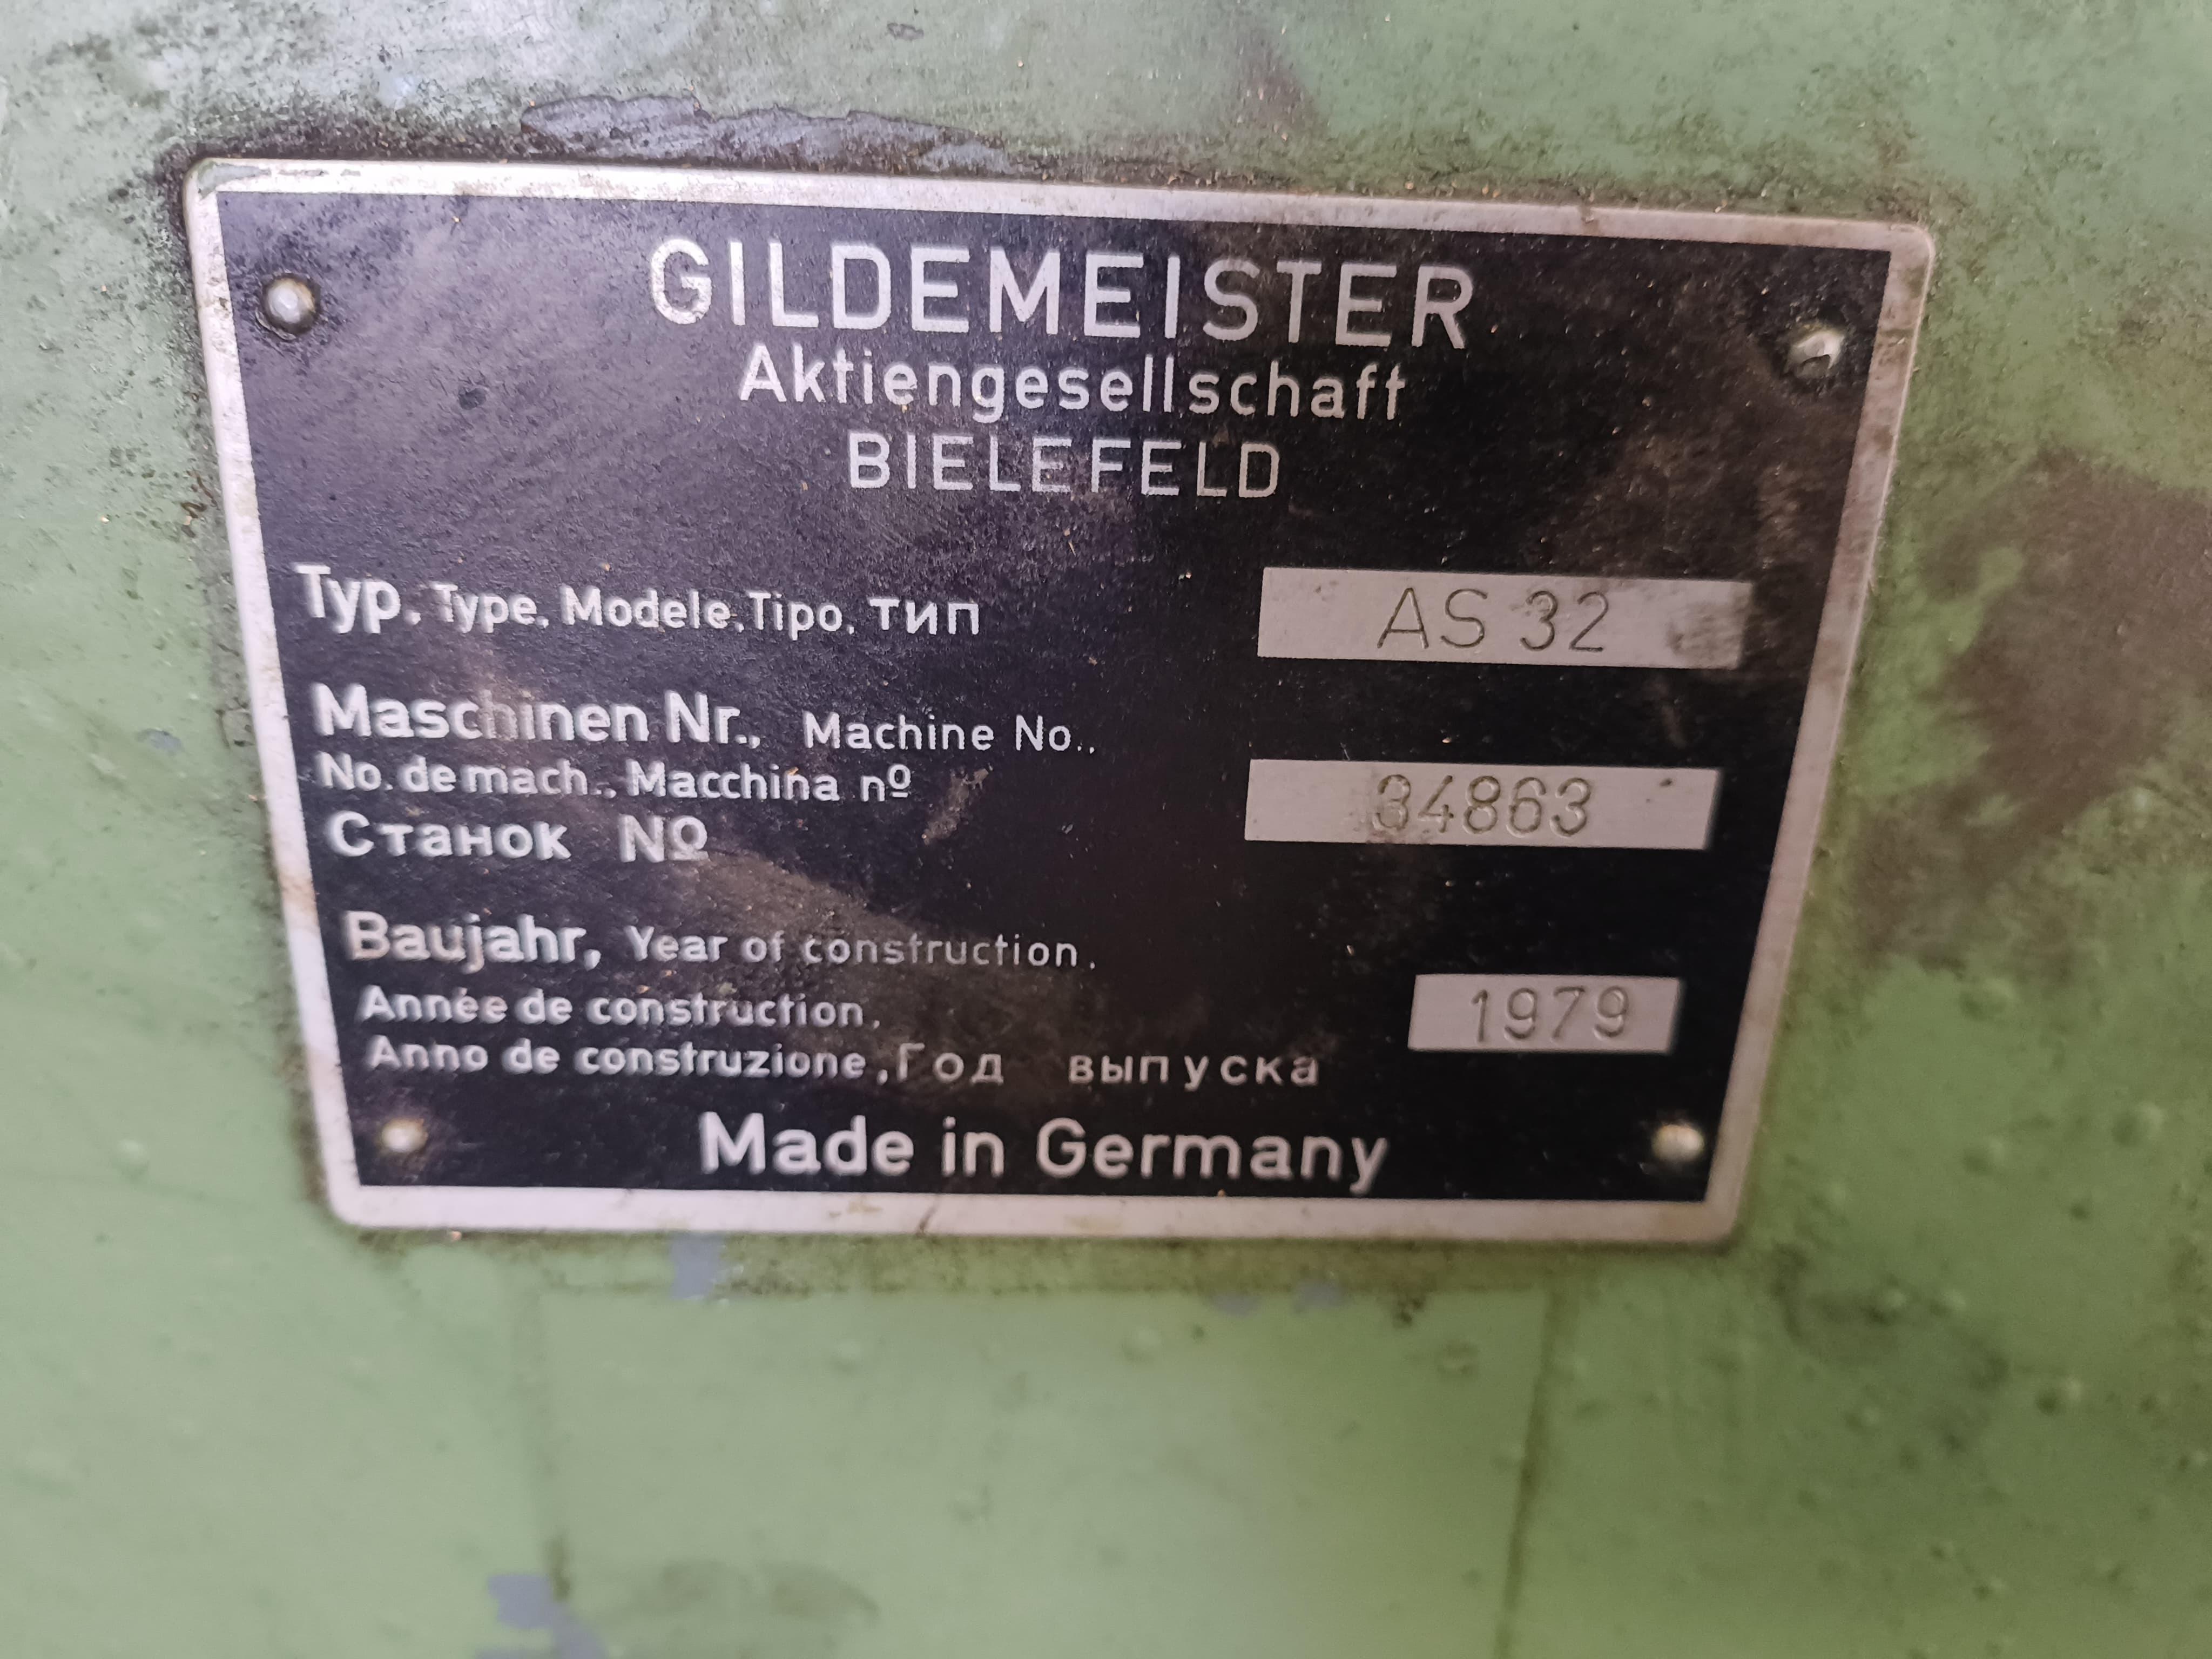 GILDEMEISTER
Aktiengesellschaft
BIELEFELD
Typ, Type, Modele, Tipo, тип AS 32
Maschinen Nr., Machine No.,
No. de mach., Macchina nº 34863
Станок Nº
Baujahr, Year of construction,
Année de construction, 1979
Anno de construzione, Год выпуска
Made in Germany